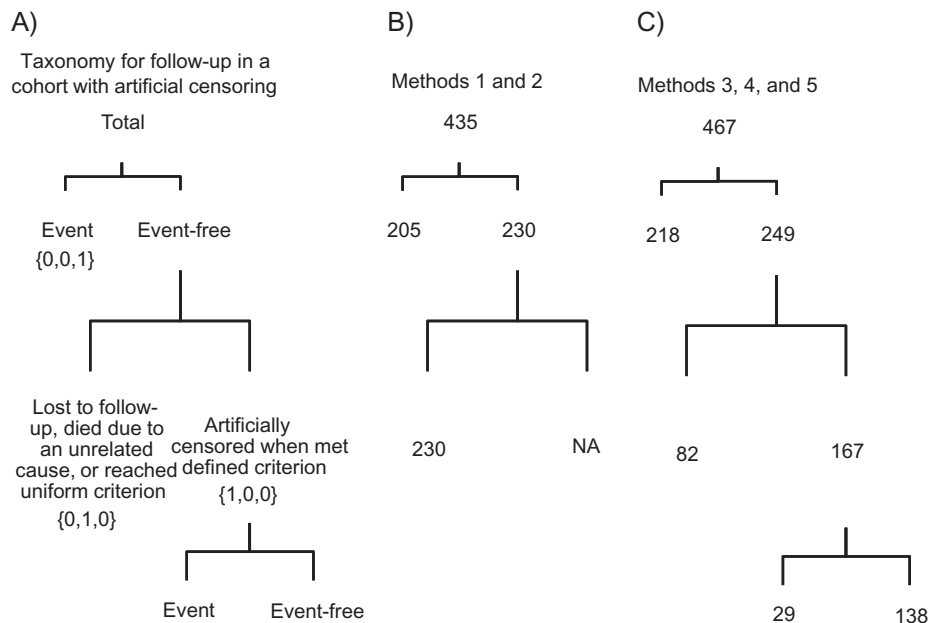 A)
Taxonomy for follow-up in a
cohort with artificial censoring
Total
Event
{0,0,1}
Event-free
Lost to follow-
up, died due to
an unrelated
cause, or reached
uniform criterion
{0,1,0}
Artificially
censored when met
defined criterion
{1,0,0}
Event
Event-free
B)
Methods 1 and 2
435
205
230
230
NA
C)
Methods 3, 4, and 5
467
218
249
82
167
29
138